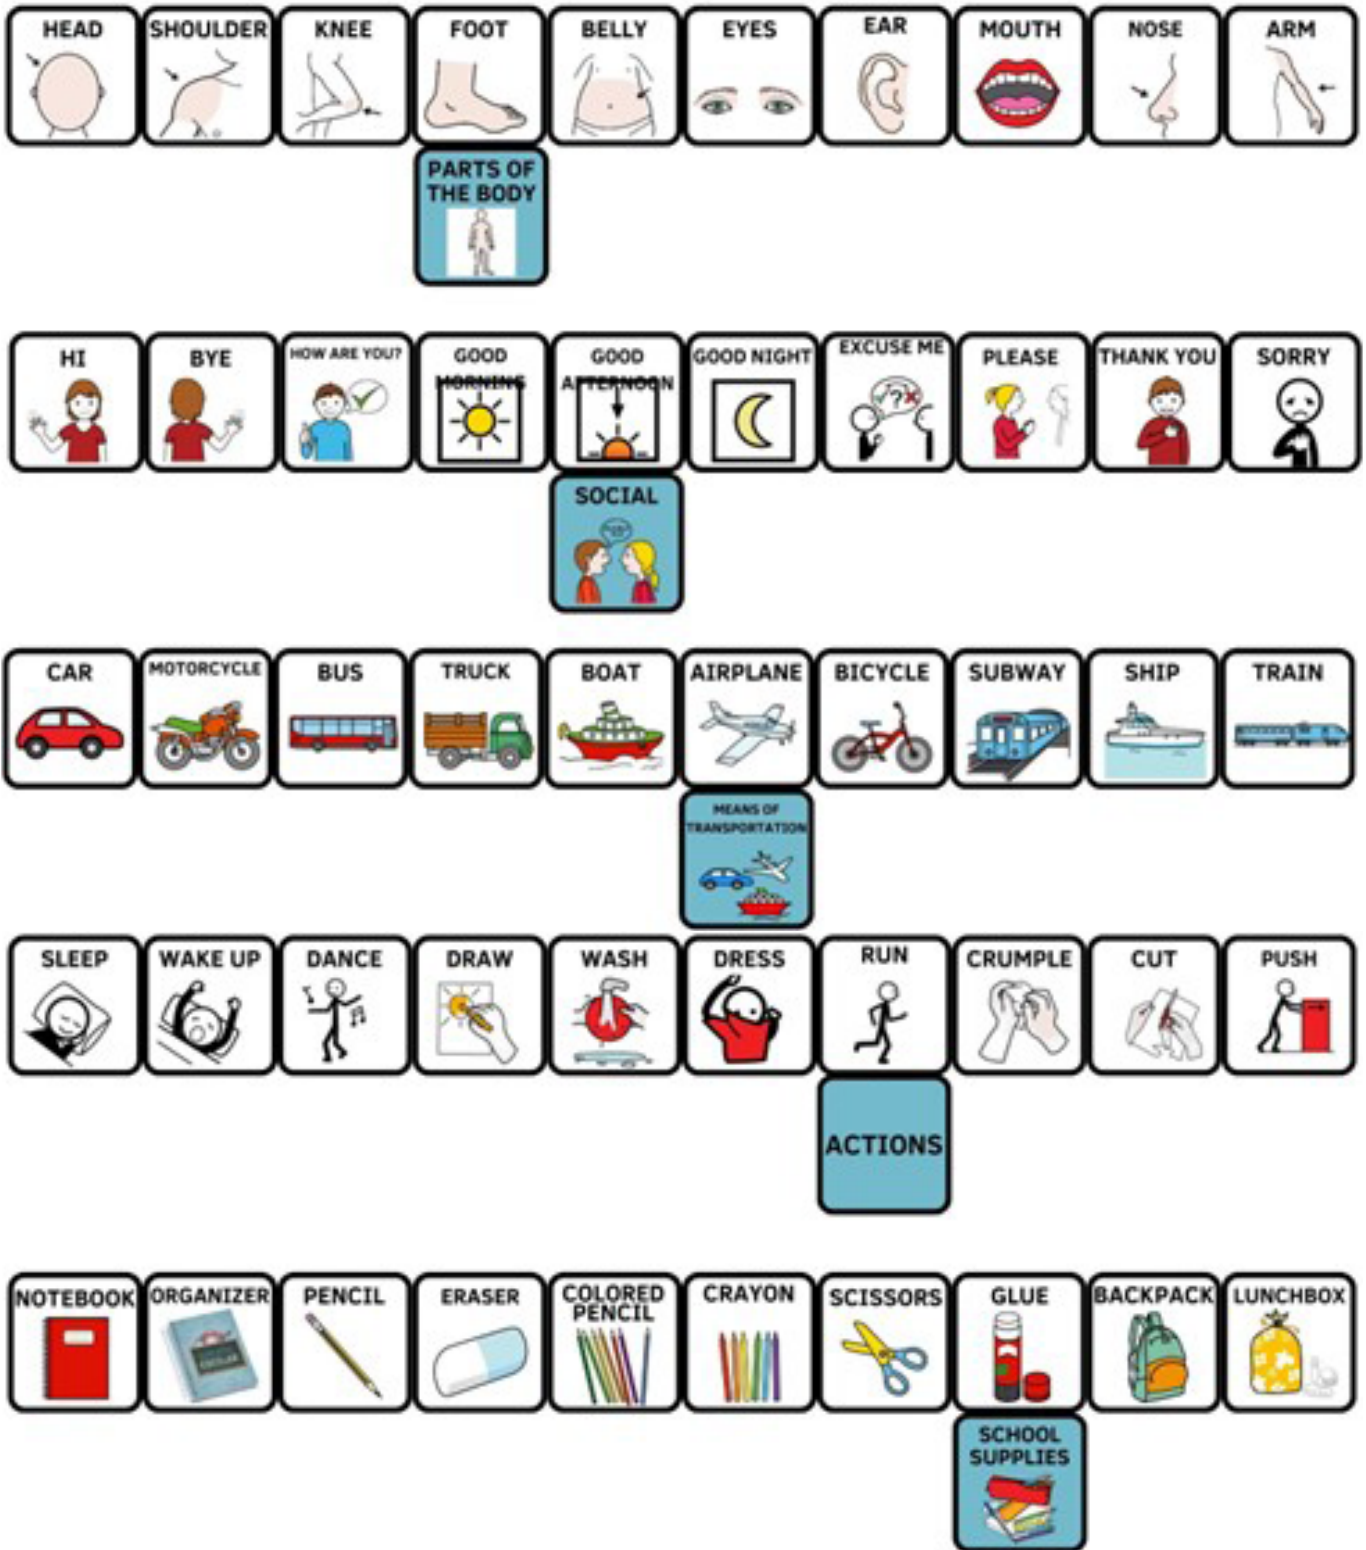 HEAD SHOULDER KNEE FOOT BELLY EYES EAR MOUTH NOSE ARM
PARTS OF
THE BODY
HI BYE HOW ARE YOU? GOOD MORNING GOOD AFTERNOON GOOD NIGHT EXCUSE ME PLEASE THANK YOU SORRY
SOCIAL
CAR MOTORCYCLE BUS TRUCK BOAT AIRPLANE BICYCLE SUBWAY SHIP TRAIN
MEANS OF
TRANSPORTATION
SLEEP WAKE UP DANCE DRAW WASH DRESS RUN CRUMPLE CUT PUSH
ACTIONS
NOTEBOOK ORGANIZER PENCIL ERASER COLORED PENCIL CRAYON SCISSORS GLUE BACKPACK LUNCHBOX
SCHOOL
SUPPLIES